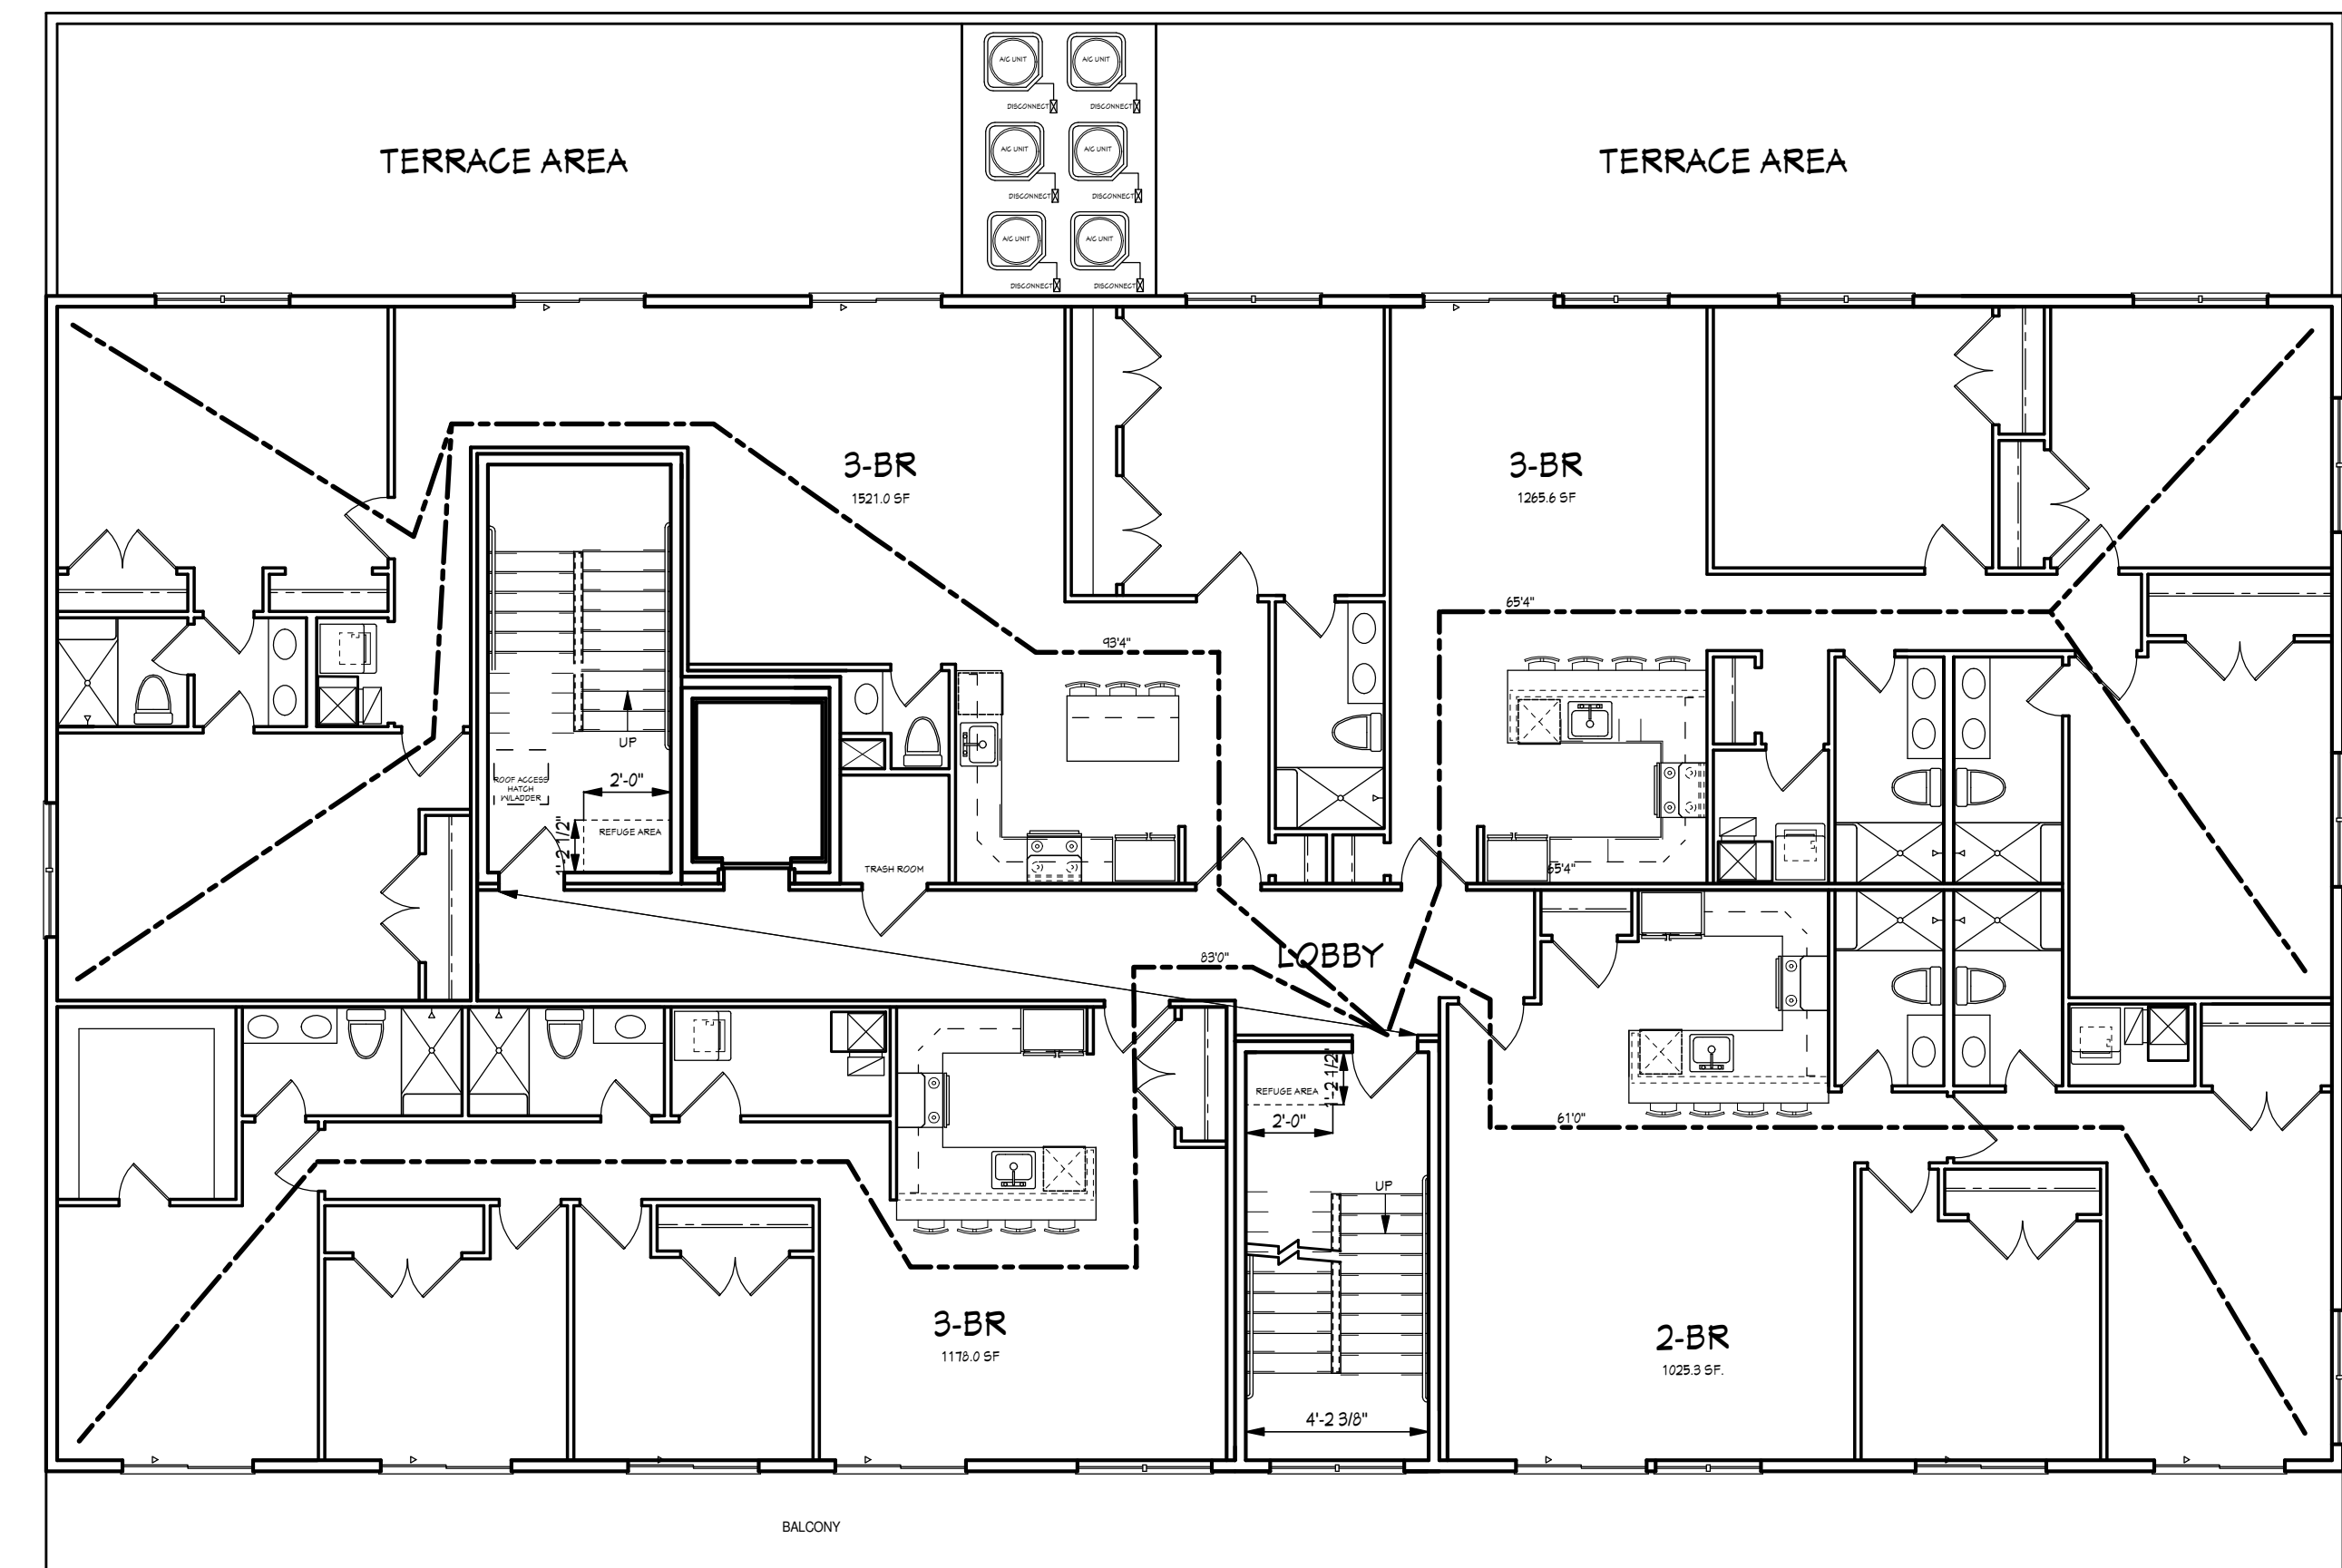 A/C UNIT
A/C UNIT
DISCONNECT
DISCONNECT
TERRACE AREA
TERRACE AREA
A/C UNIT
A/C UNIT
DISCONNECT
DISCONNECT
A/C UNIT
A/C UNIT
DISCONNECT
DISCONNECT
3-BR
1521.0 SF
3-BR
1265.6 SF
65'4"
93'4"
UP
ROOF ACCESS
HATCH
W/LADDER
2'-0"
1'-2 1/2"
REFUGE AREA
TRASH ROOM
65'4"
LOBBY
83'0"
REFUGE AREA
1'-2 1/2"
2'-0"
61'0"
UP
3-BR
1178.0 SF
2-BR
1025.3 SF.
4'-2 3/8"
BALCONY